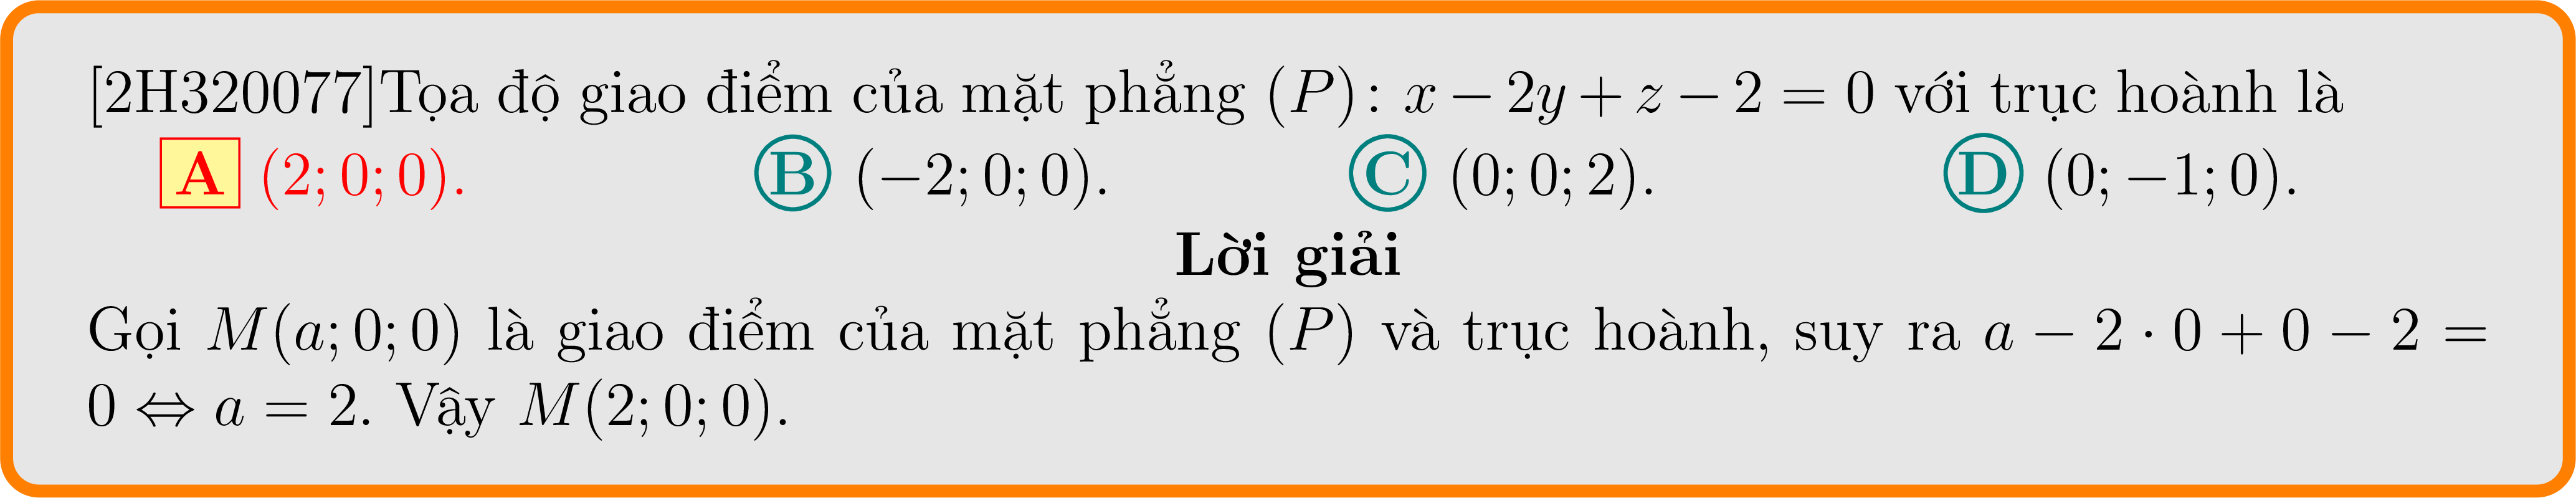 [2H320077]Tọa độ giao điểm của mặt phẳng (P): x − 2y + z − 2 = 0 với trục hoành là
A (2; 0; 0). B (−2; 0; 0). C (0; 0; 2). D (0; −1; 0).
Lời giải
Gọi M(a; 0; 0) là giao điểm của mặt phẳng (P) và trục hoành, suy ra a − 2 · 0 + 0 − 2 =
0 ⇔ a = 2. Vậy M(2; 0; 0).